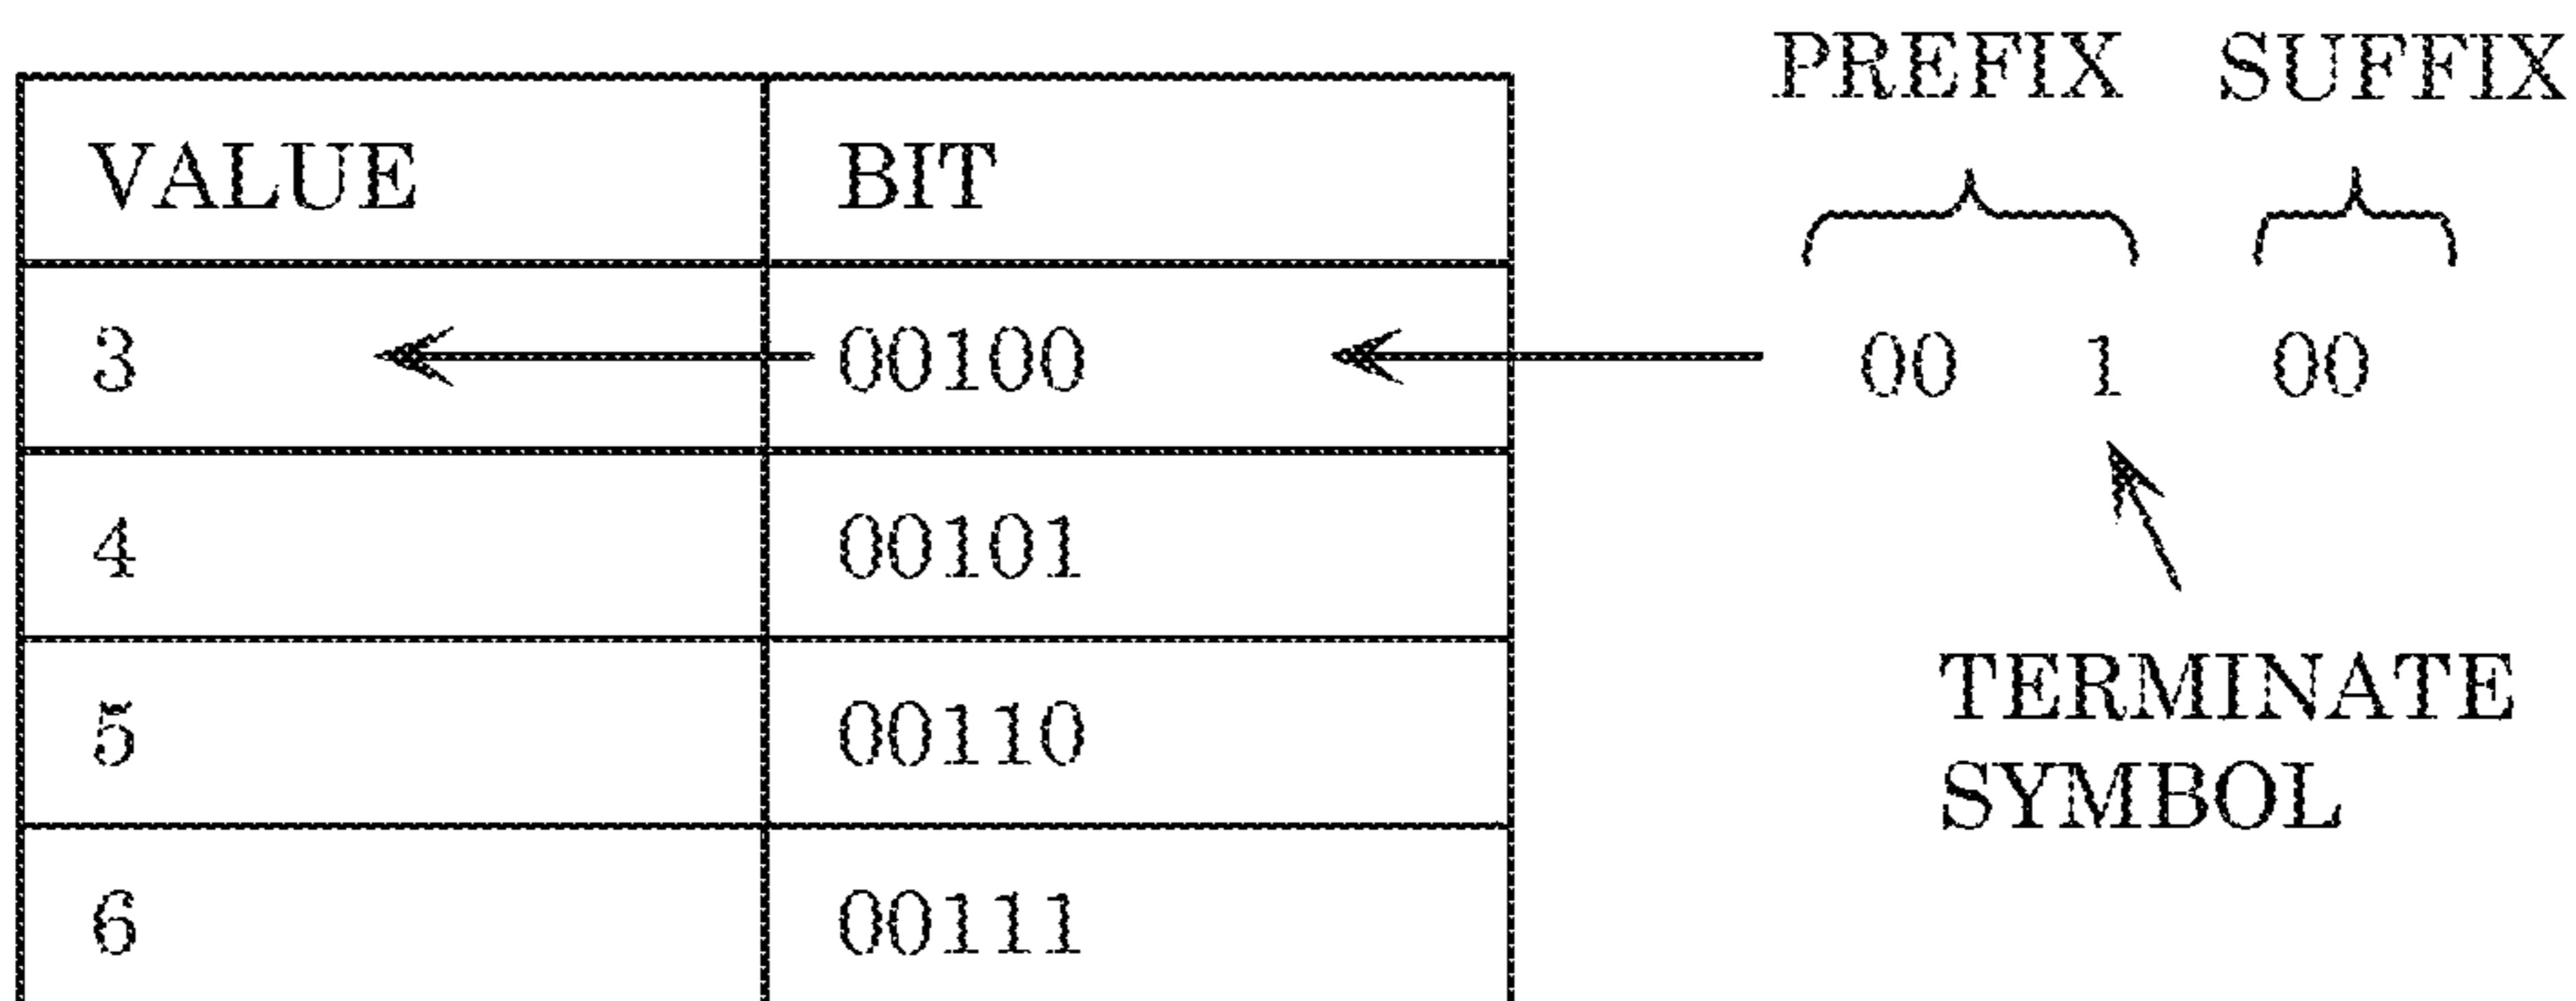 PREFIX SUFFIX
VALUE BIT
3 00100 00 1 00
4 00101
5 00110
TERMINATE
SYMBOL
6 00111